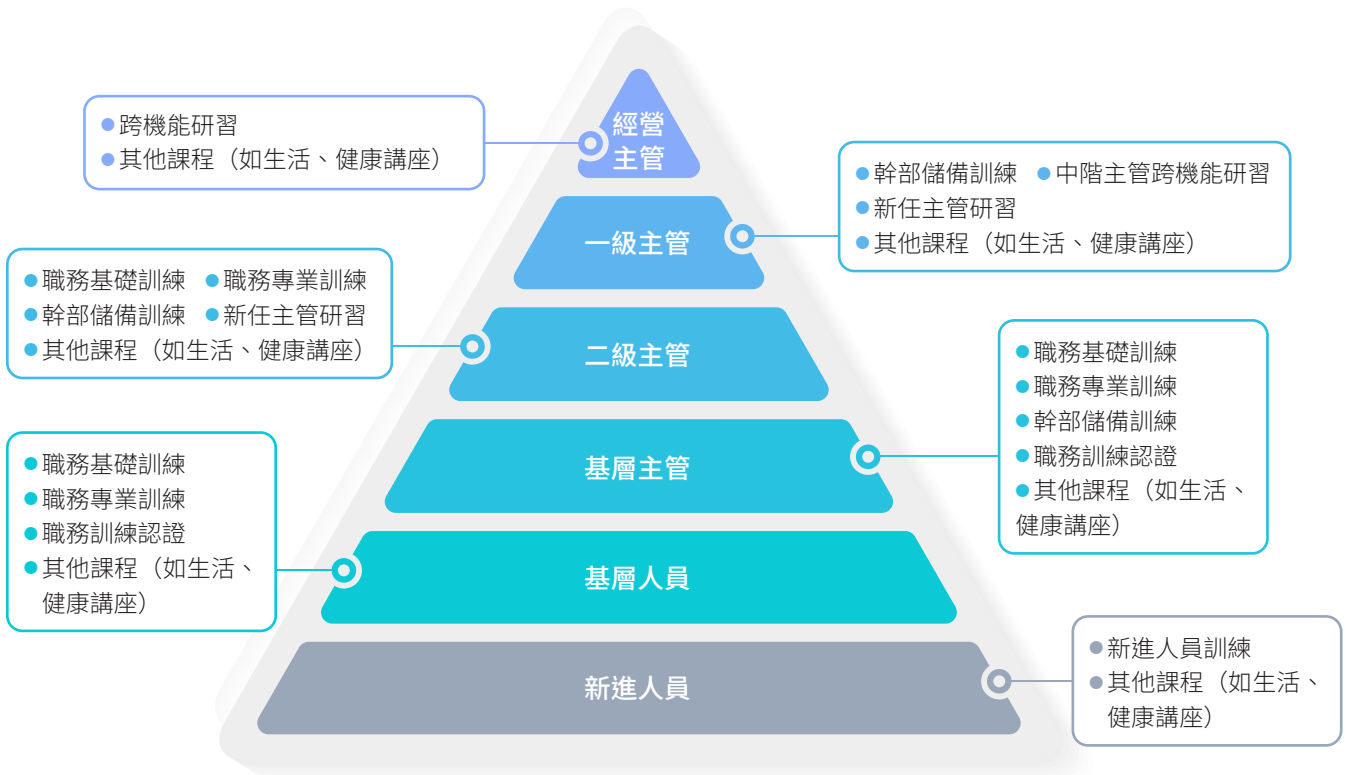 經營
主管
跨機能研習
其他課程（如生活、健康講座）
一級主管
幹部儲備訓練 中階主管跨機能研習
新任主管研習
其他課程（如生活、健康講座）
二級主管
職務基礎訓練 職務專業訓練
幹部儲備訓練 新任主管研習
其他課程（如生活、健康講座）
基層主管
職務基礎訓練
職務專業訓練
幹部儲備訓練
職務訓練認證
其他課程（如生活、
健康講座）
基層人員
職務基礎訓練
職務專業訓練
職務訓練認證
其他課程（如生活、
健康講座）
新進人員
新進人員訓練
其他課程（如生活、
健康講座）